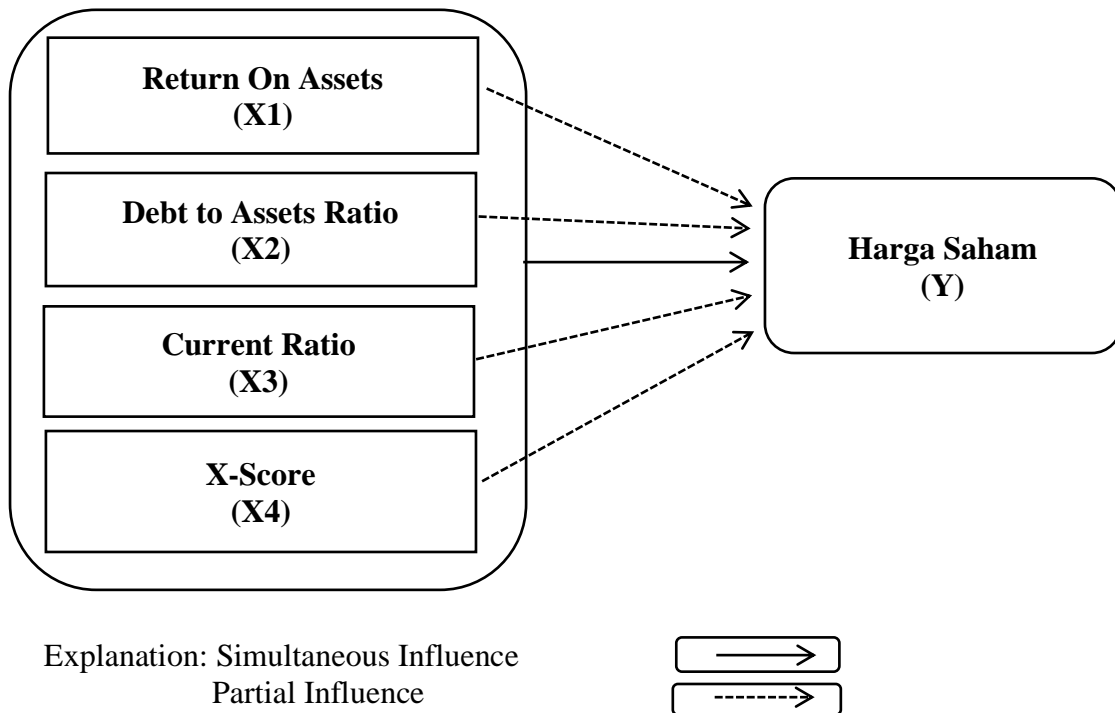 Return On Assets
(X1)
Debt to Assets Ratio
(X2)
Current Ratio
(X3)
X-Score
(X4)
Harga Saham
(Y)
Explanation: Simultaneous Influence
Partial Influence